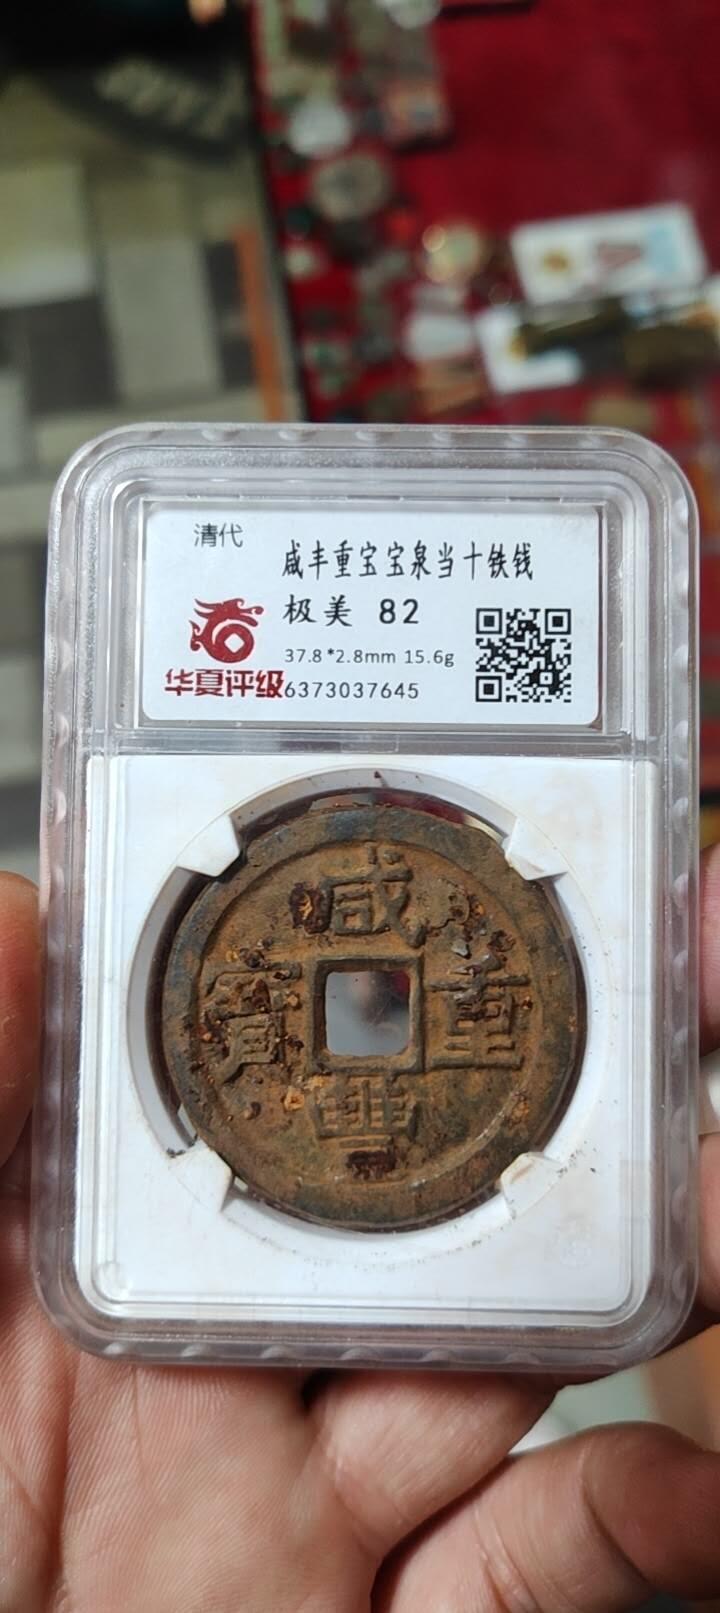 清代
咸丰重宝宝泉当十铁钱
极美 82
37.8*2.8mm 15.6g
华夏评级 6373037645
咸
寶 重
豐